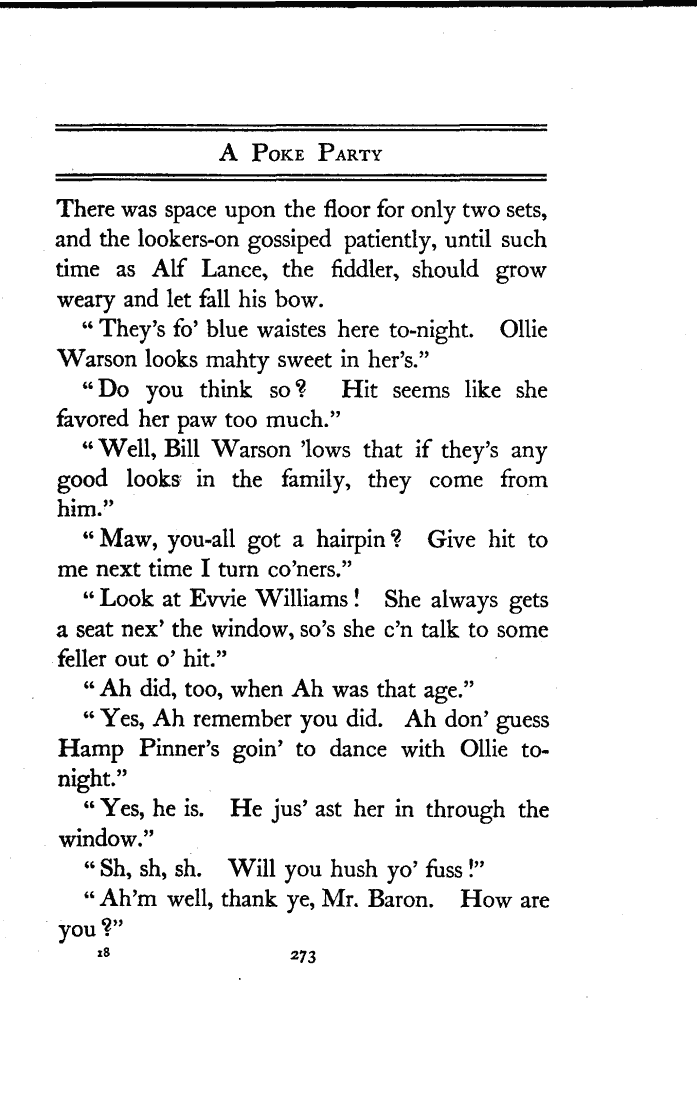 A Poke Party
There was space upon the floor for only two sets,
and the lookers-on gossiped patiently, until such
time as Alf Lance, the fiddler, should grow
weary and let fall his bow.
“They’s fo’ blue waistes here to-night. Ollie
Warson looks mahty sweet in her’s.”
“Do you think so? Hit seems like she
favored her paw too much.”
“Well, Bill Warson ’lows that if they’s any
good looks in the family, they come from
him.”
“Maw, you-all got a hairpin? Give hit to
me next time I turn co’ners.”
“Look at Evvie Williams! She always gets
a seat nex’ the window, so’s she c’n talk to some
feller out o’ hit.”
“Ah did, too, when Ah was that age.”
“Yes, Ah remember you did. Ah don’ guess
Hamp Pinner’s goin’ to dance with Ollie to-
night.”
“Yes, he is. He jus’ ast her in through the
window.”
“Sh, sh, sh. Will you hush yo’ fuss!”
“Ah’m well, thank ye, Mr. Baron. How are
you?”
18 273